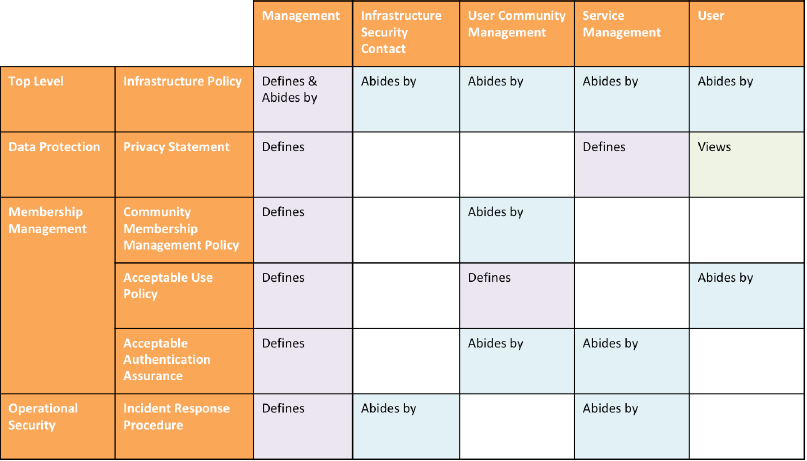 Management
Infrastructure
Security
Contact
User Community
Management
Service
Management
User
Top Level
Infrastructure Policy
Defines &
Abides by
Abides by
Abides by
Abides by
Abides by
Data Protection
Privacy Statement
Defines
Defines
Views
Membership
Management
Community
Membership
Management Policy
Defines
Abides by
Acceptable Use
Policy
Defines
Defines
Abides by
Acceptable
Authentication
Assurance
Defines
Abides by
Abides by
Operational
Security
Incident Response
Procedure
Defines
Abides by
Abides by